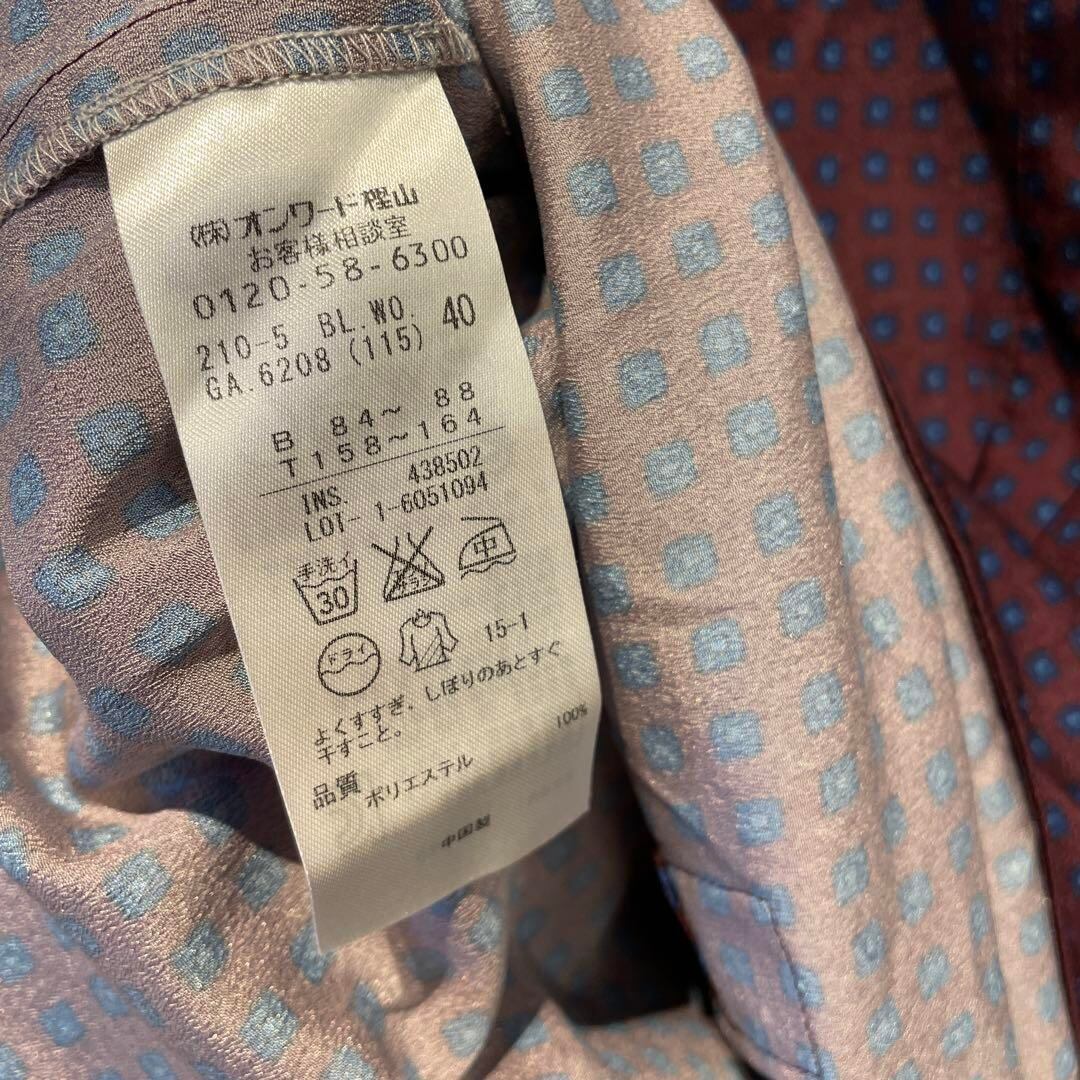 (株)オンワード樫山
お客様相談室
0120-58-6300
210-5 BL.WO. 40
GA.6208 (115)
B 84～ 88
T 158～164
INS. 438502
LOT- 1-6051094
手洗イ
30
中
ドライ
15-1
よくすすぎ、しぼりのあとすぐ
干すこと。
品質 ポリエステル 100%
中国製